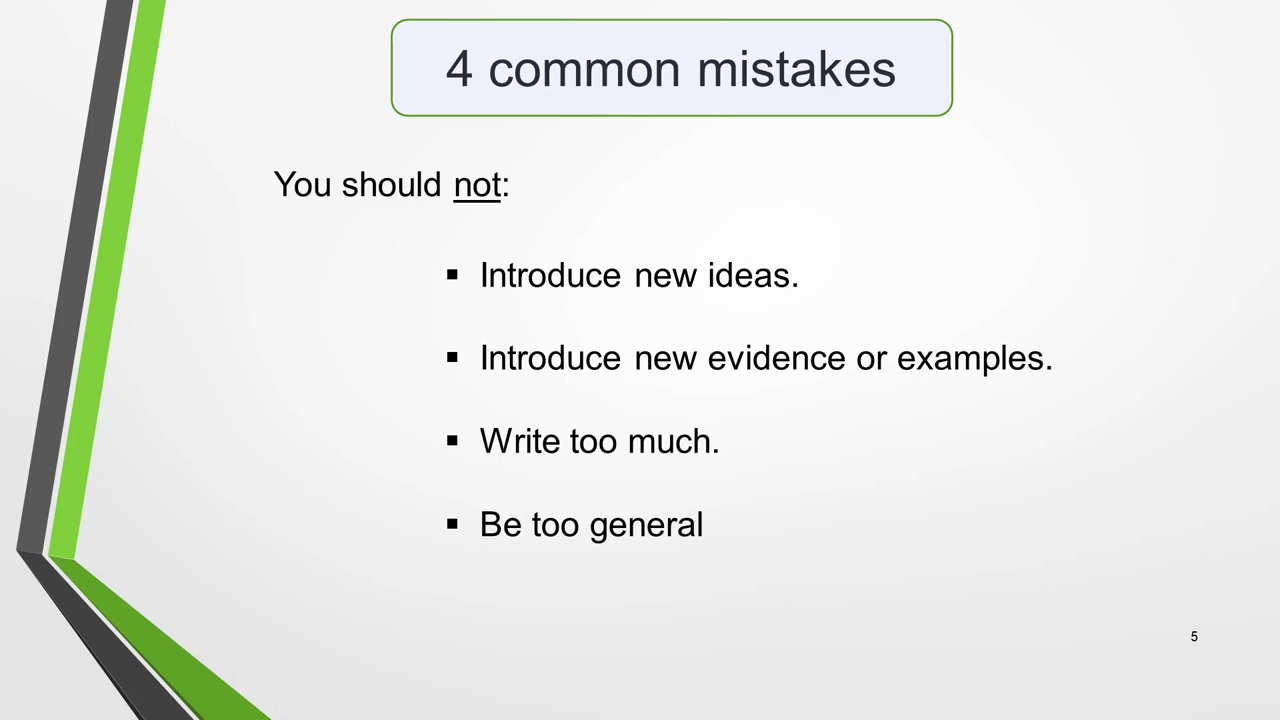 4 common mistakes
You should not:
▪ Introduce new ideas.
▪ Introduce new evidence or examples.
▪ Write too much.
▪ Be too general
5